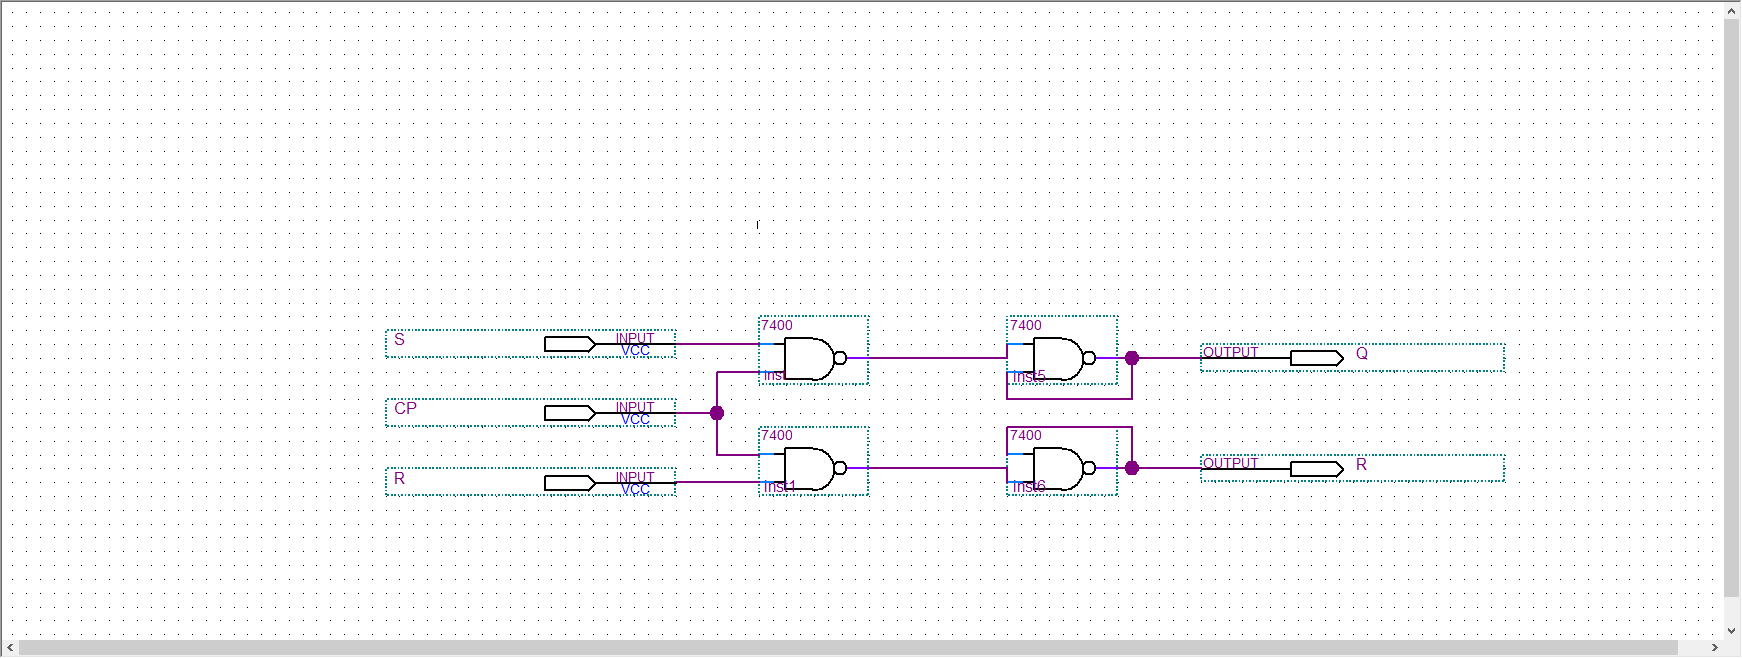 7400
7400
S
INPUT
VCC
OUTPUT
Q
inst
inst5
CP
INPUT
VCC
7400
7400
R
INPUT
VCC
OUTPUT
R
inst1
inst6